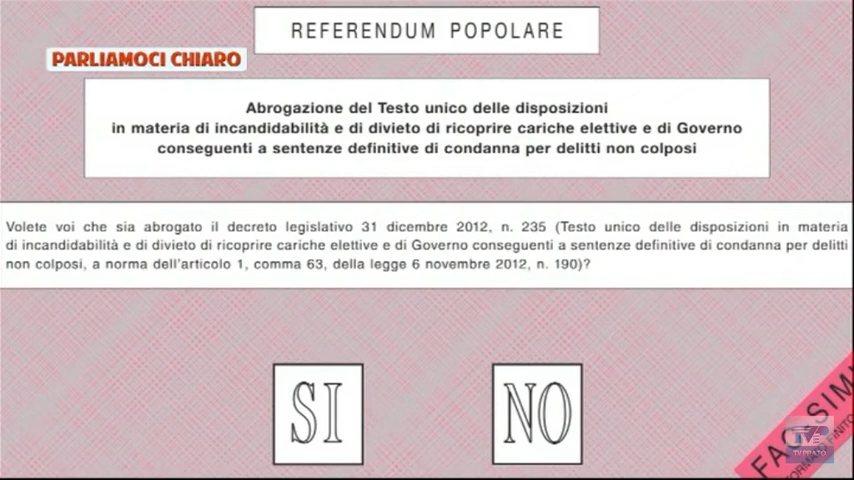 REFERENDUM POPOLARE
PARLIAMOCI CHIARO
Abrogazione del Testo unico delle disposizioni
in materia di incandidabilità e di divieto di ricoprire cariche elettive e di Governo
conseguenti a sentenze definitive di condanna per delitti non colposi
Volete voi che sia abrogato il decreto legislativo 31 dicembre 2012, n. 235 (Testo unico delle disposizioni in materia
di incandidabilità e di divieto di ricoprire cariche elettive e di Governo conseguenti a sentenze definitive di condanna per delitti
non colposi, a norma dell'articolo 1, comma 63, della legge 6 novembre 2012, n. 190)?
SI
NO
TV PRATO